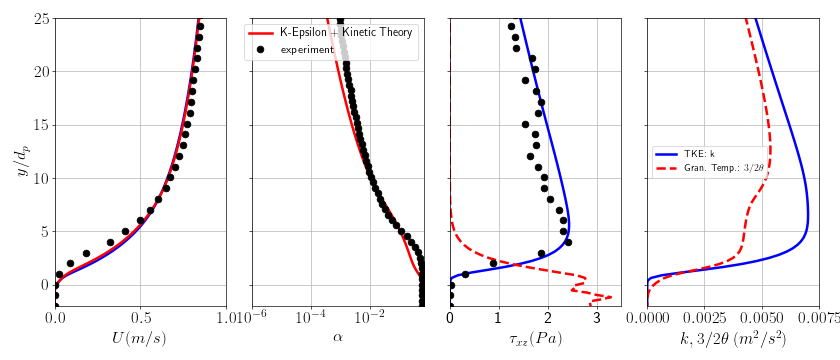 25
20
15
10
5
0
y/d_p
0.0 0.5 1.0
U(m/s)
10^{-6} 10^{-4} 10^{-2}
α
K-Epsilon + Kinetic Theory
experiment
0 1 2 3
τ_{xz}(Pa)
TKE: k
Gran. Temp.: 3/2θ
0.0000 0.0025 0.0050 0.0075
k, 3/2θ (m²/s²)